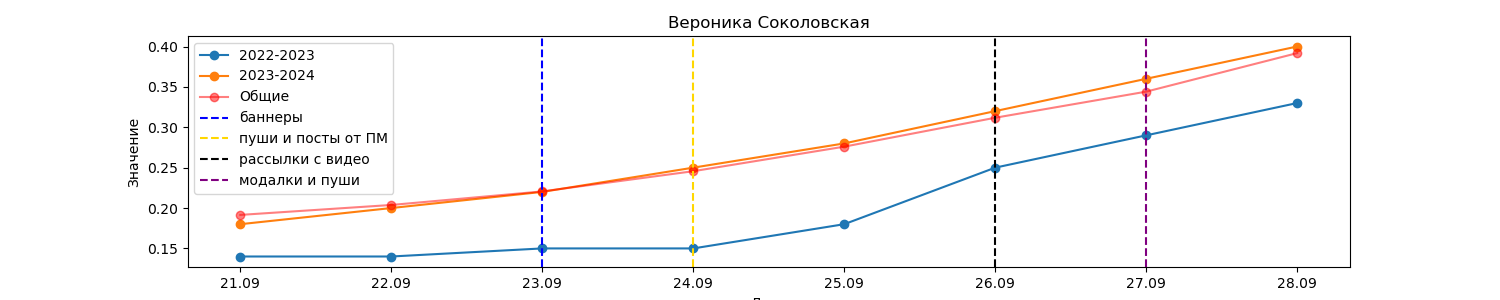 Вероника Соколовская
Значение
0.40
0.35
0.30
0.25
0.20
0.15
2022-2023
2023-2024
Общие
баннеры
пуши и посты от ПМ
рассылки с видео
модалки и пуши
21.09 22.09 23.09 24.09 25.09 26.09 27.09 28.09